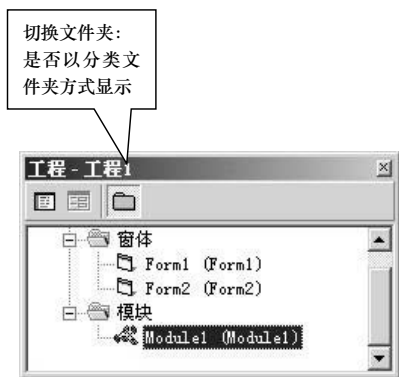 切换文件夹：
是否以分类文
件夹方式显示
工程 - 工程1
窗体
Form1 (Form1)
Form2 (Form2)
模块
Module1 (Module1)